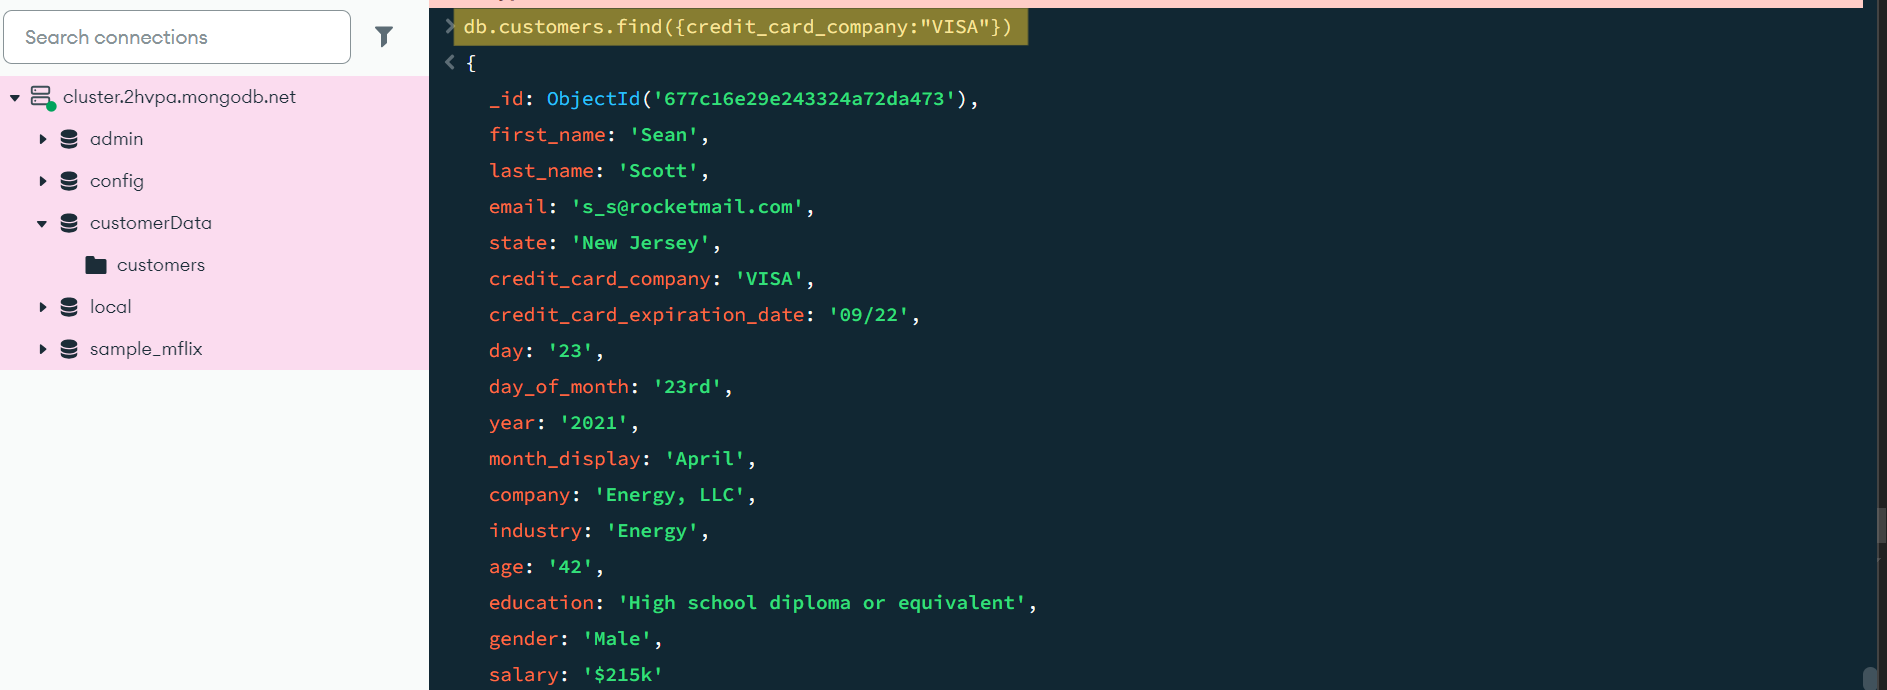 Search connections
cluster.2hvpa.mongodb.net
admin
config
customerData
customers
local
sample_mflix
db.customers.find({credit_card_company:"VISA"})
{
_id: ObjectId('677c16e29e243324a72da473'),
first_name: 'Sean',
last_name: 'Scott',
email: 's_s@rocketmail.com',
state: 'New Jersey',
credit_card_company: 'VISA',
credit_card_expiration_date: '09/22',
day: '23',
day_of_month: '23rd',
year: '2021',
month_display: 'April',
company: 'Energy, LLC',
industry: 'Energy',
age: '42',
education: 'High school diploma or equivalent',
gender: 'Male',
salary: '$215k'